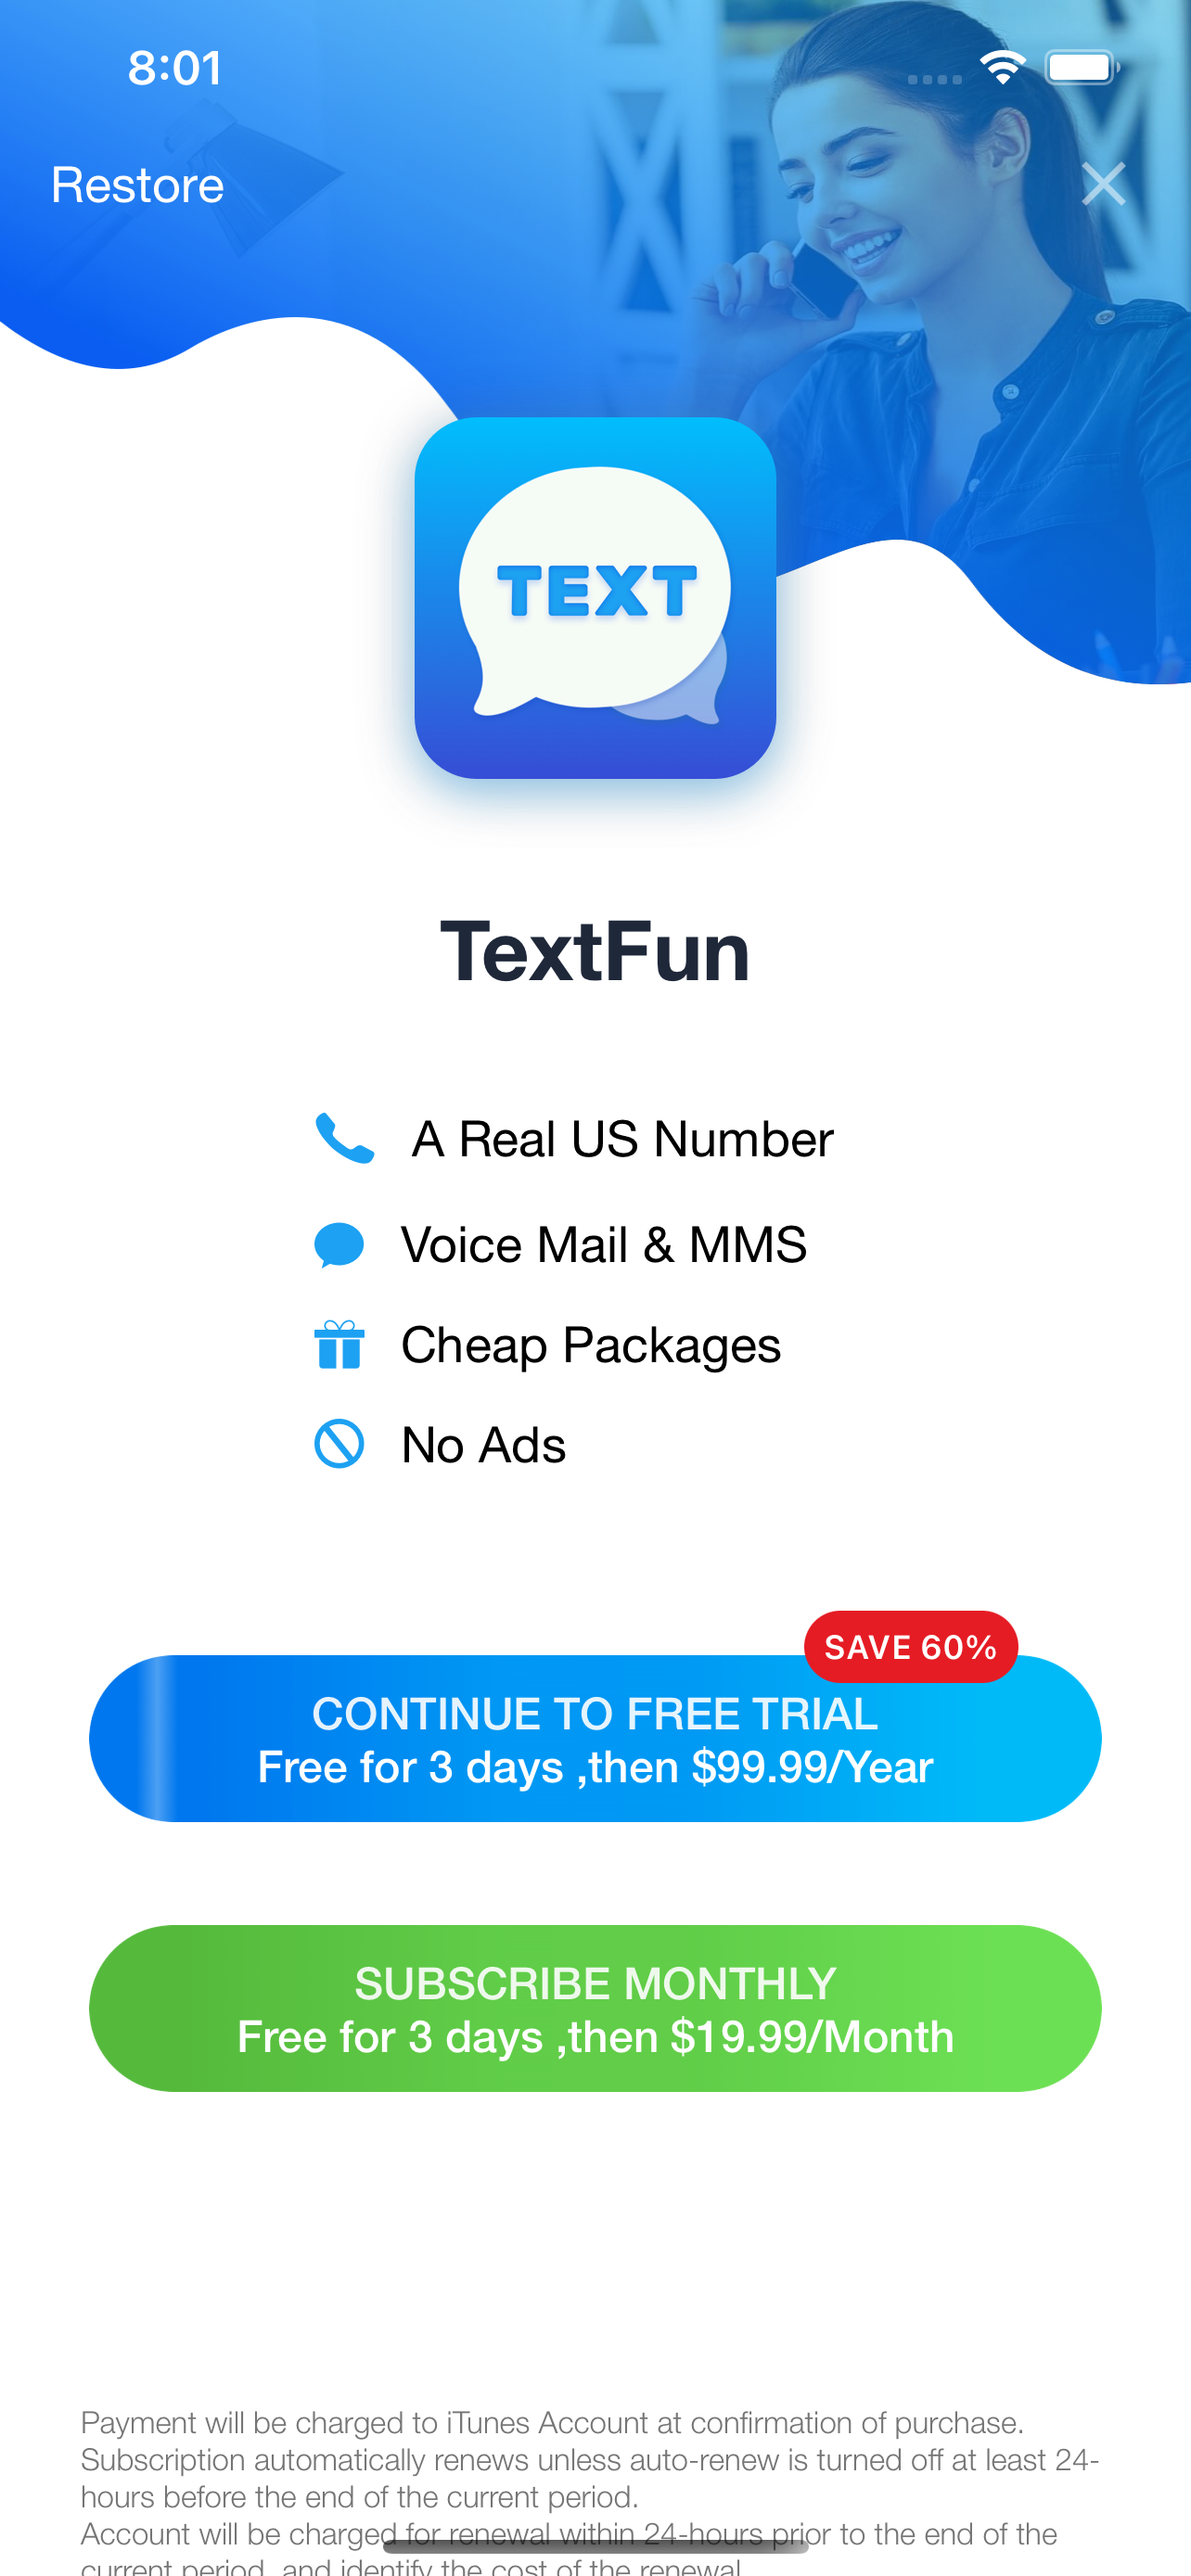 8:01
Restore
TEXT
TextFun
A Real US Number
Voice Mail & MMS
Cheap Packages
No Ads
SAVE 60%
CONTINUE TO FREE TRIAL
Free for 3 days ,then $99.99/Year
SUBSCRIBE MONTHLY
Free for 3 days ,then $19.99/Month
Payment will be charged to iTunes Account at confirmation of purchase.
Subscription automatically renews unless auto-renew is turned off at least 24-
hours before the end of the current period.
Account will be charged for renewal within 24-hours prior to the end of the
current period, and identify the cost of the renewal